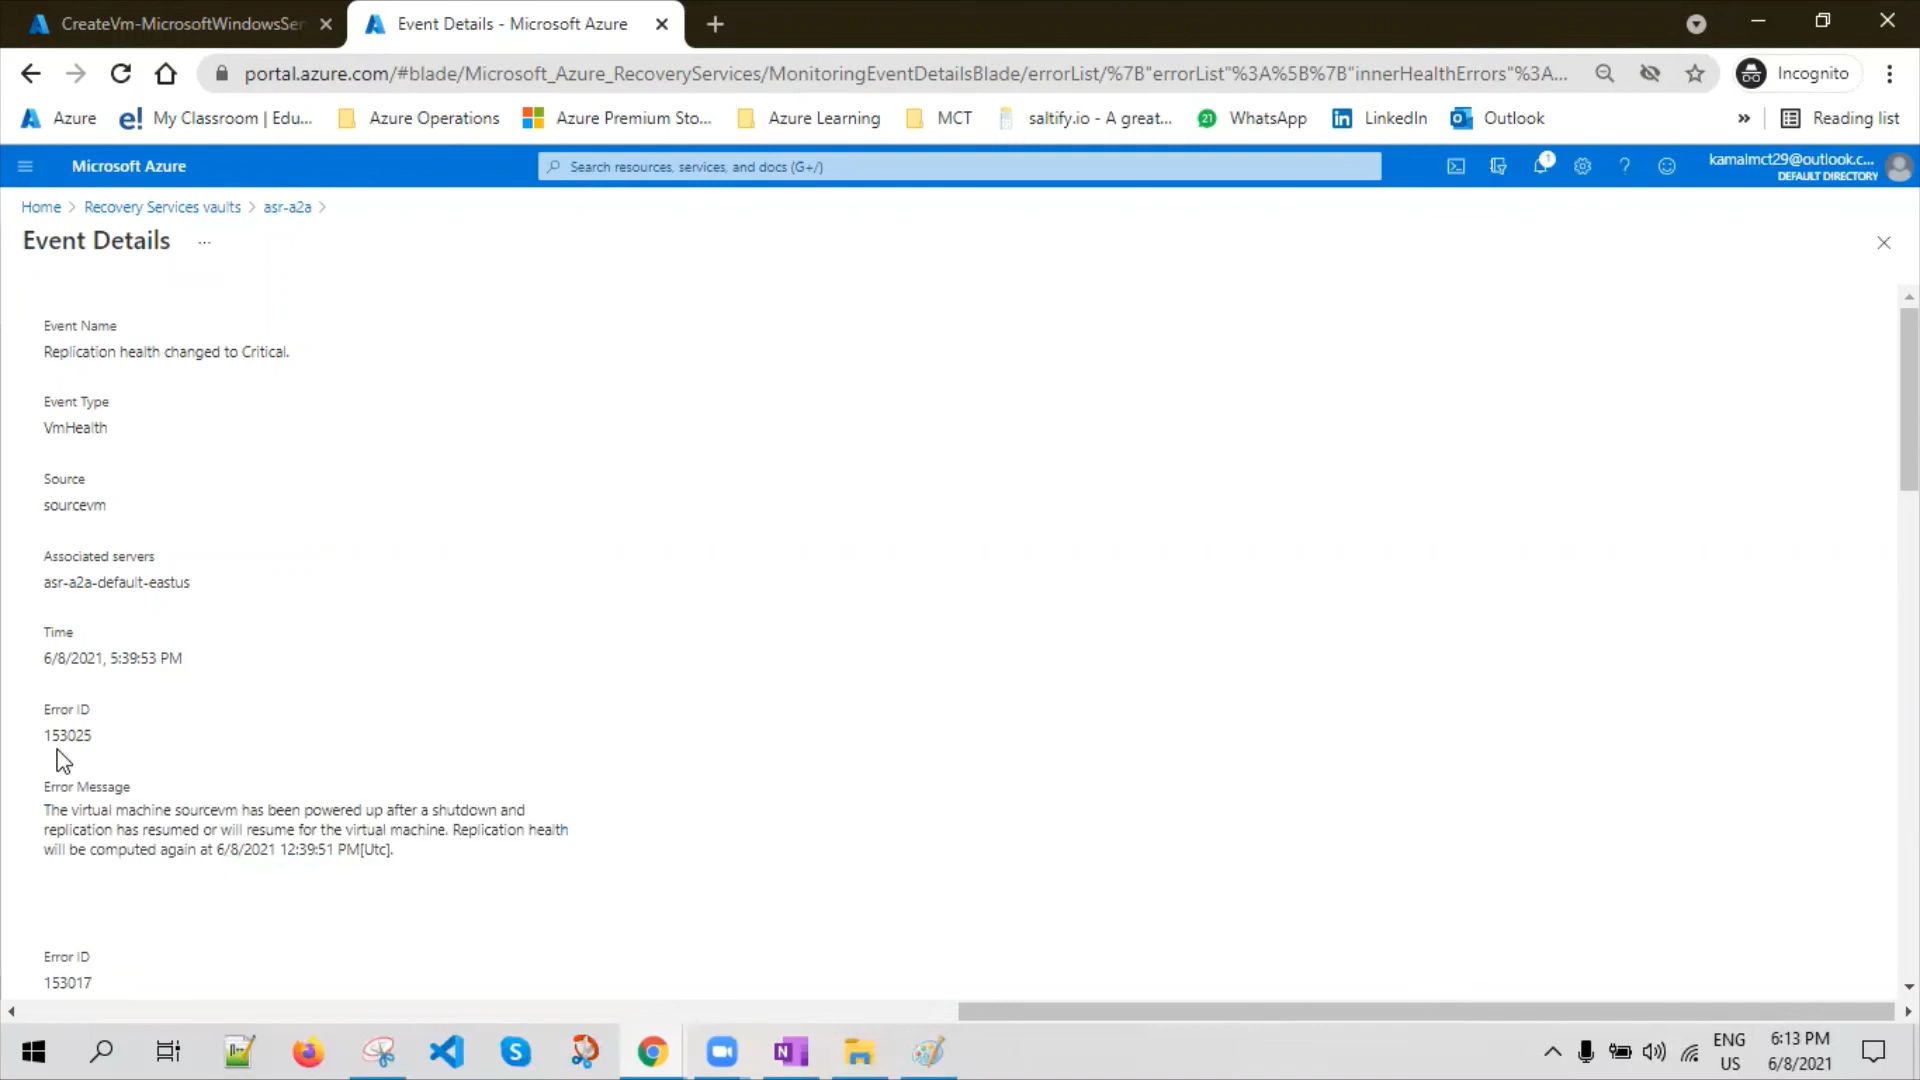 CreateVm-MicrosoftWindowsSer
Event Details - Microsoft Azure
portal.azure.com/#blade/Microsoft_Azure_RecoveryServices/MonitoringEventDetailsBlade/errorList/%7B"errorList"%3A%5B%7B"innerHealthErrors"%3A...
Incognito
Azure
My Classroom | Edu...
Azure Operations
Azure Premium Sto...
Azure Learning
MCT
saltify.io - A great...
21
WhatsApp
LinkedIn
Outlook
»
Reading list
Microsoft Azure
Search resources, services, and docs (G+/)
1
kamalmct29@outlook.c...
DEFAULT DIRECTORY
Home > Recovery Services vaults > asr-a2a >
Event Details ...
Event Name
Replication health changed to Critical.
Event Type
VmHealth
Source
sourcevm
Associated servers
asr-a2a-default-eastus
Time
6/8/2021, 5:39:53 PM
Error ID
153025
Error Message
The virtual machine sourcevm has been powered up after a shutdown and
replication has resumed or will resume for the virtual machine. Replication health
will be computed again at 6/8/2021 12:39:51 PM[Utc].
Error ID
153017
ENG
US
6:13 PM
6/8/2021